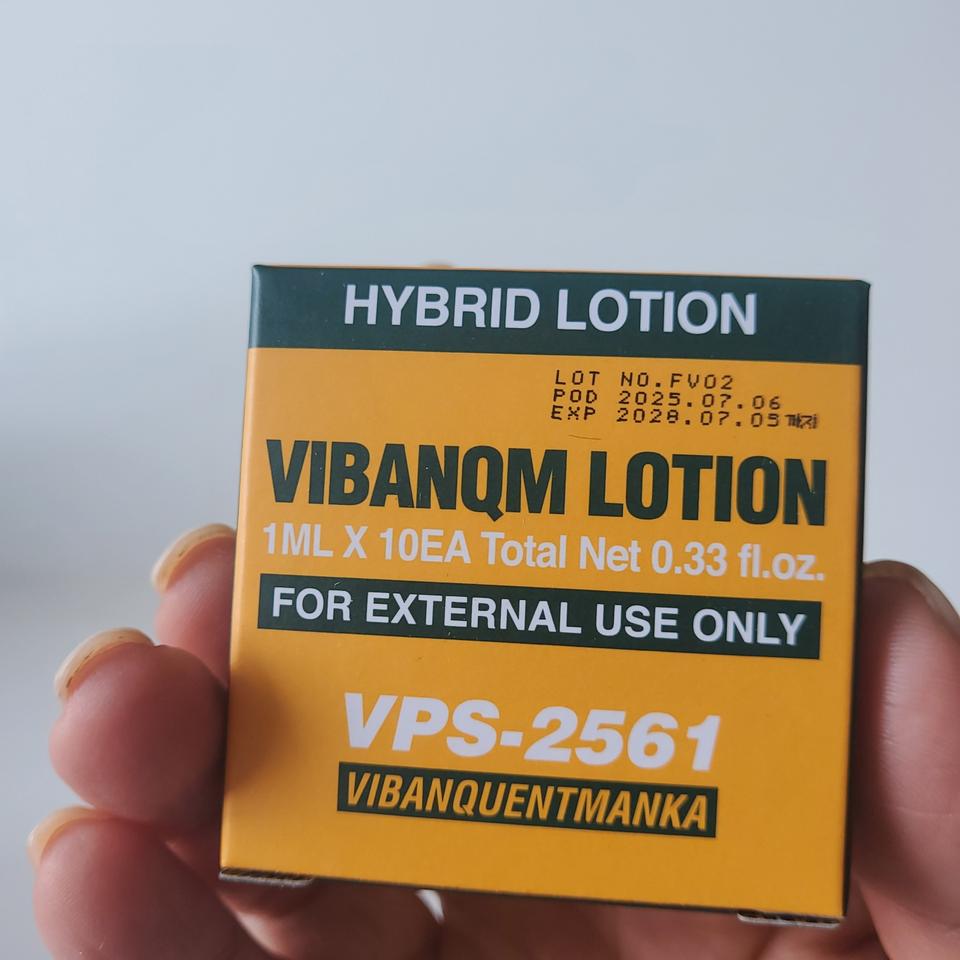 HYBRID LOTION
LOT NO.FV02
POD 2025.07.06
EXP 2028.07.05까지
VIBANQM LOTION
1ML X 10EA Total Net 0.33 fl.oz.
FOR EXTERNAL USE ONLY
VPS-2561
VIBANQUENTMANKA